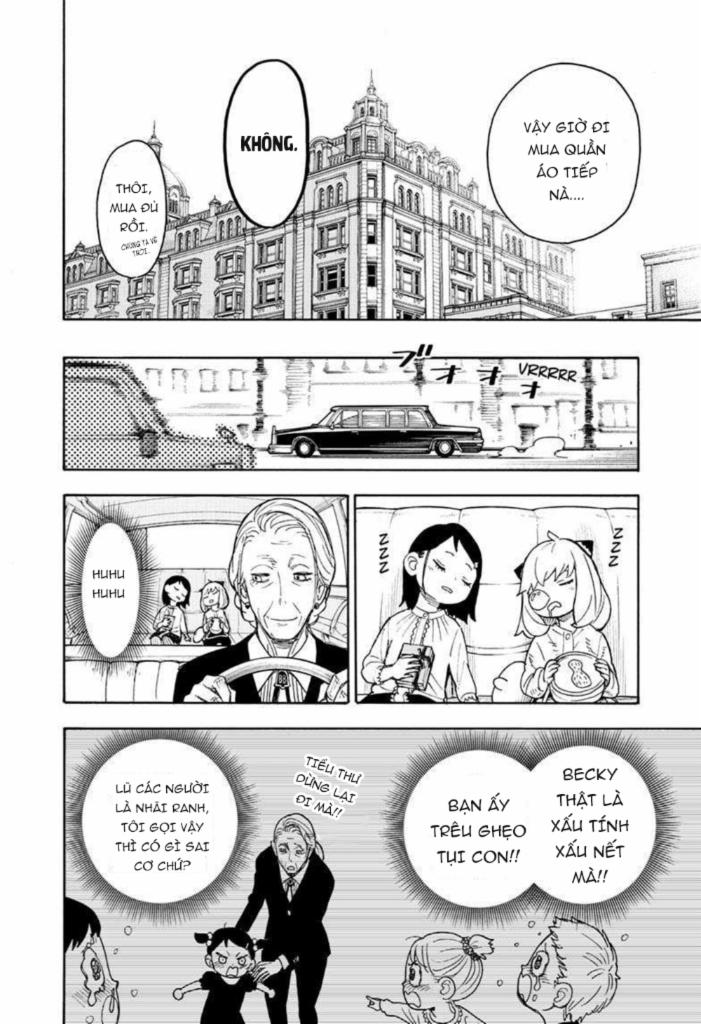 VẬY GIỜ ĐI
MUA QUẦN
ÁO TIẾP
NÀ....
KHÔNG.
THÔI,
MUA ĐỦ
RỒI.
CHÚNG TA VỀ
THÔI.
ブオオオ
VRRRRR
ZZZ
ZZZ
HUHU
HUHU
BECKY
THẬT LÀ
XẤU TÍNH
XẤU NẾT
MÀ!!
BẠN ẤY
TRÊU GHẸO
TỤI CON!!
TIỂU THƯ
DỪNG LẠI
ĐI MÀ!!
LŨ CÁC NGƯỜI
LÀ NHÃI RANH,
TÔI GỌI VẬY
THÌ CÓ GÌ SAI
CƠ CHỨ?